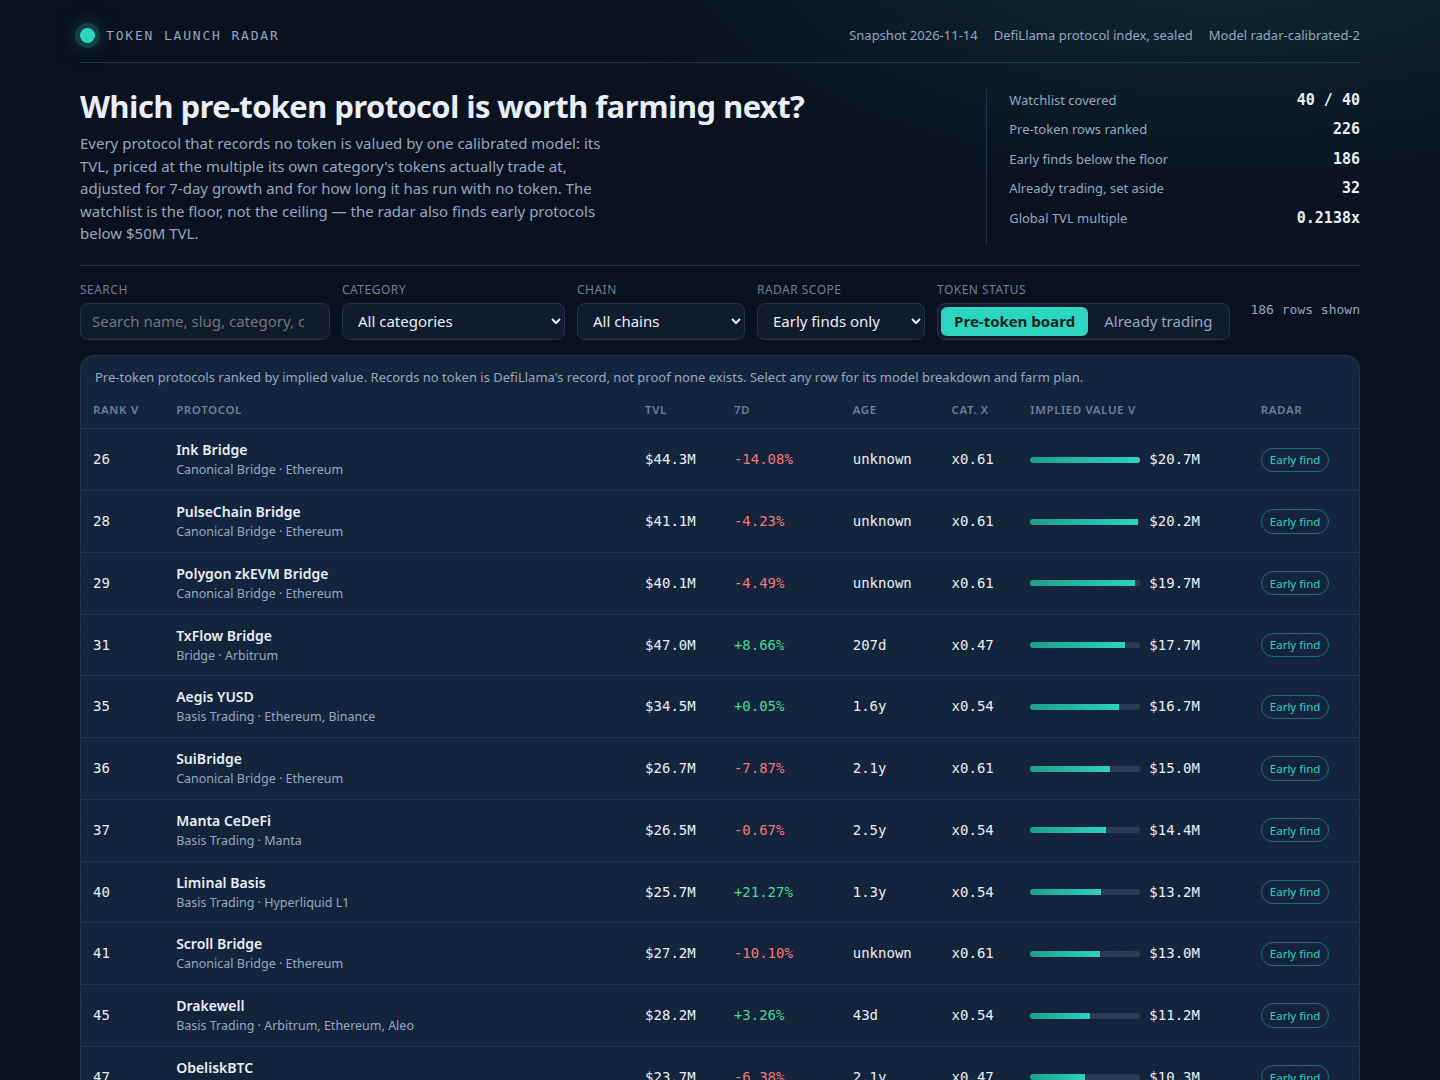 TOKEN LAUNCH RADAR
Snapshot 2026-11-14 DefiLlama protocol index, sealed Model radar-calibrated-2
Which pre-token protocol is worth farming next?
Every protocol that records no token is valued by one calibrated model: its
TVL, priced at the multiple its own category's tokens actually trade at,
adjusted for 7-day growth and for how long it has run with no token. The
watchlist is the floor, not the ceiling — the radar also finds early protocols
below $50M TVL.
Watchlist covered 40 / 40
Pre-token rows ranked 226
Early finds below the floor 186
Already trading, set aside 32
Global TVL multiple 0.2138x
SEARCH CATEGORY CHAIN RADAR SCOPE TOKEN STATUS
Search name, slug, category, c All categories All chains Early finds only Pre-token board Already trading 186 rows shown
Pre-token protocols ranked by implied value. Records no token is DefiLlama's record, not proof none exists. Select any row for its model breakdown and farm plan.
RANK V PROTOCOL TVL 7D AGE CAT. X IMPLIED VALUE V RADAR
26 Ink Bridge $44.3M -14.08% unknown x0.61 $20.7M Early find
Canonical Bridge · Ethereum
28 PulseChain Bridge $41.1M -4.23% unknown x0.61 $20.2M Early find
Canonical Bridge · Ethereum
29 Polygon zkEVM Bridge $40.1M -4.49% unknown x0.61 $19.7M Early find
Canonical Bridge · Ethereum
31 TxFlow Bridge $47.0M +8.66% 207d x0.47 $17.7M Early find
Bridge · Arbitrum
35 Aegis YUSD $34.5M +0.05% 1.6y x0.54 $16.7M Early find
Basis Trading · Ethereum, Binance
36 SuiBridge $26.7M -7.87% 2.1y x0.61 $15.0M Early find
Canonical Bridge · Ethereum
37 Manta CeDeFi $26.5M -0.67% 2.5y x0.54 $14.4M Early find
Basis Trading · Manta
40 Liminal Basis $25.7M +21.27% 1.3y x0.54 $13.2M Early find
Basis Trading · Hyperliquid L1
41 Scroll Bridge $27.2M -10.10% unknown x0.61 $13.0M Early find
Canonical Bridge · Ethereum
45 Drakewell $28.2M +3.26% 43d x0.54 $11.2M Early find
Basis Trading · Arbitrum, Ethereum, Aleo
47 ObeliskBTC $23.7M -6.38% 2.1y x0.47 $10.3M Early find